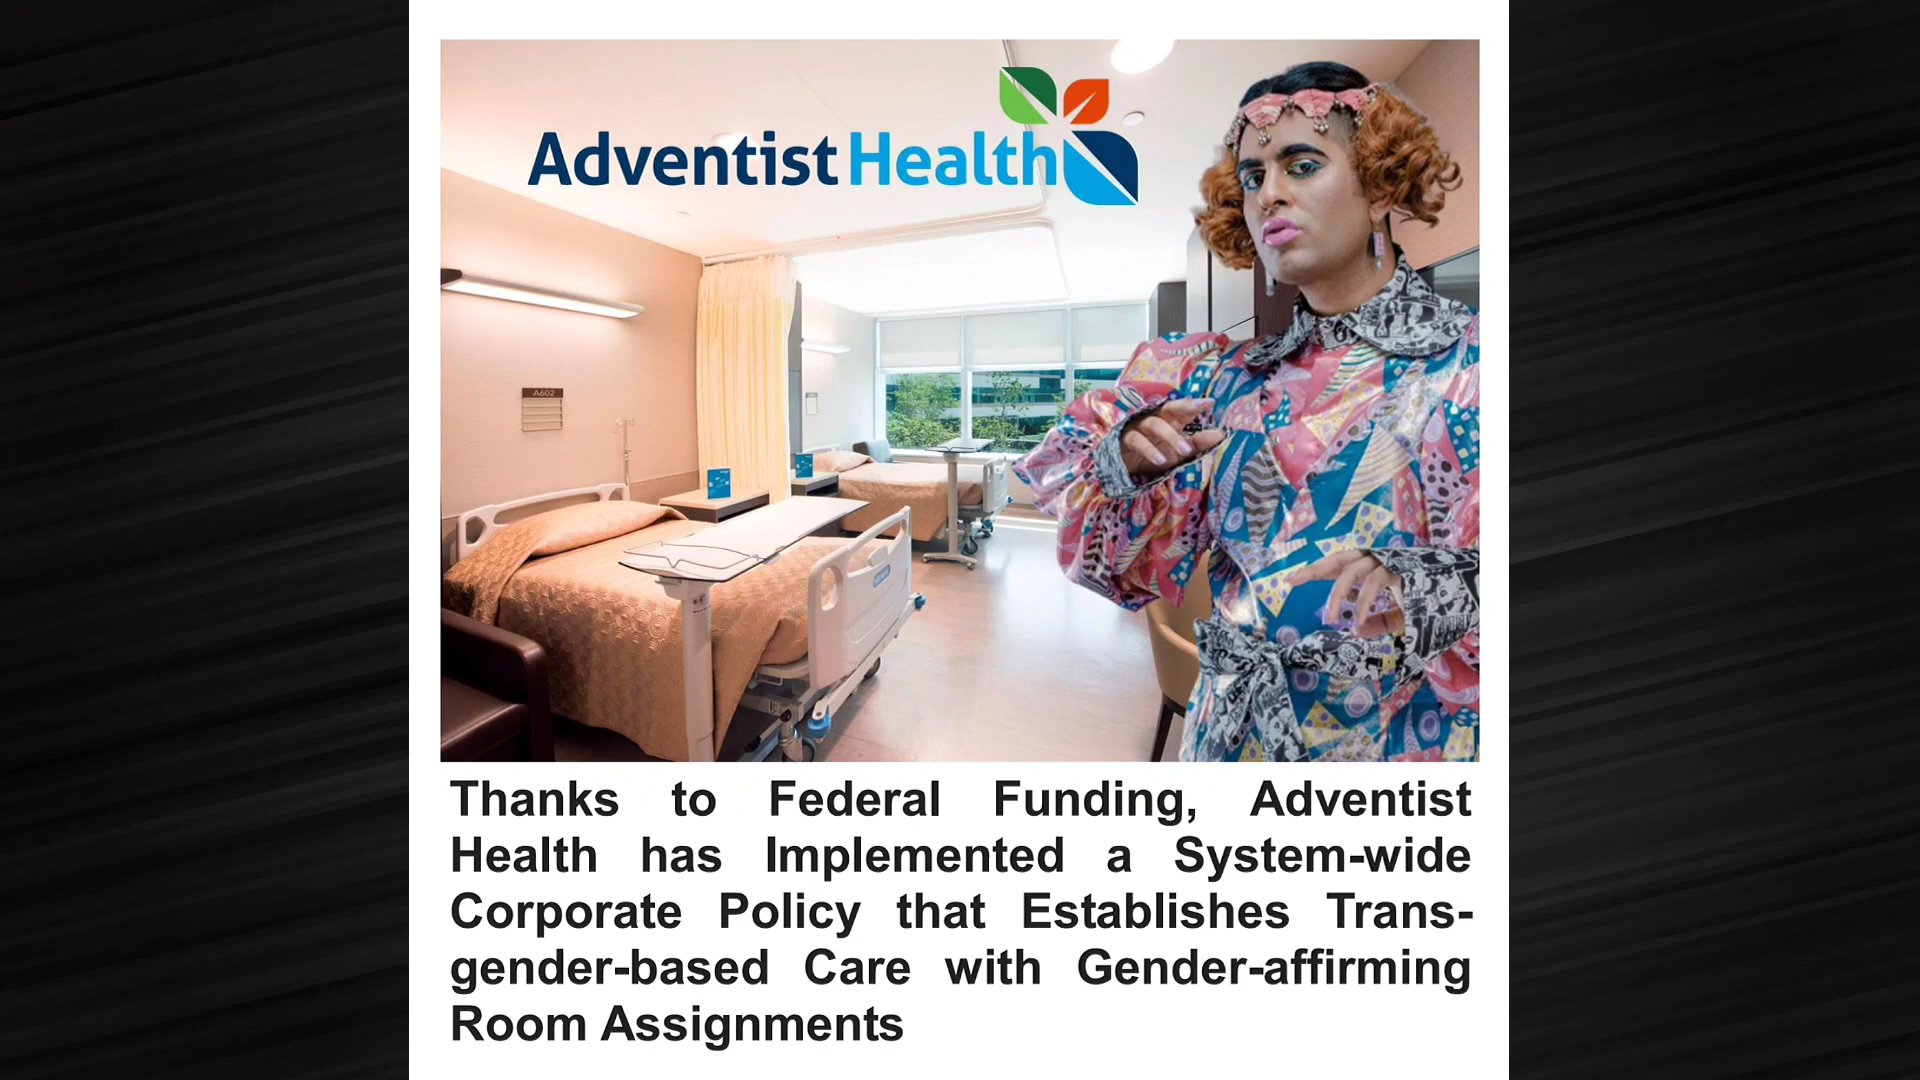 Adventist Health
A602
Thanks to Federal Funding, Adventist
Health has Implemented a System-wide
Corporate Policy that Establishes Trans-
gender-based Care with Gender-affirming
Room Assignments